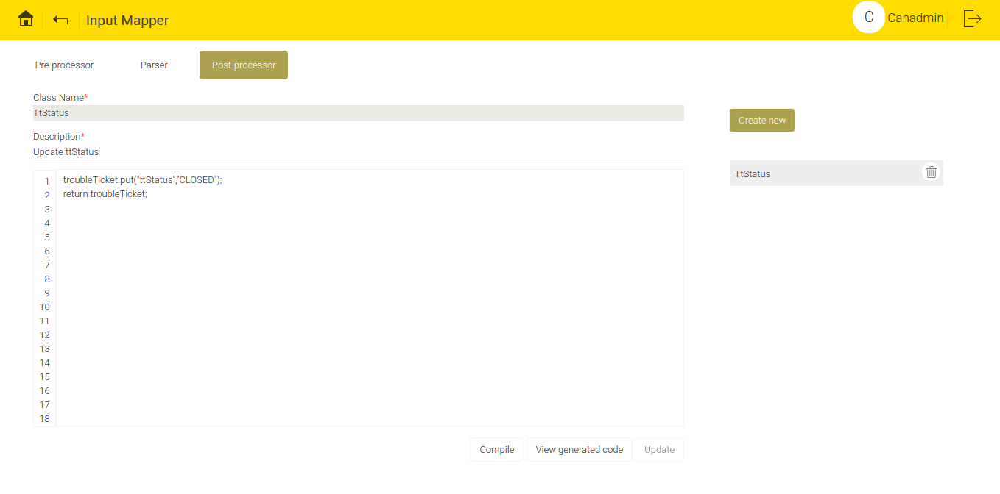 Input Mapper
C Canadmin
Pre-processor Parser Post-processor
Class Name*
TtStatus
Create new
Description*
Update ttStatus
TtStatus
1 troubleTicket.put("ttStatus","CLOSED");
2 return troubleTicket;
3
4
5
6
7
8
9
10
11
12
13
14
15
16
17
18
Compile View generated code Update